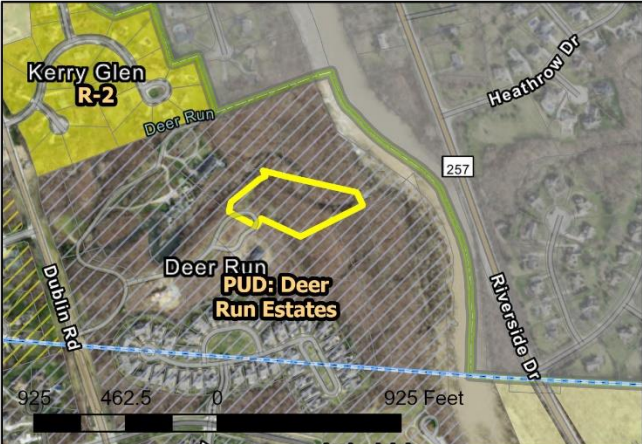 Kerry Glen
R-2
Deer Run
Heathrow Dr
257
Deer Run
PUD: Deer
Run Estates
Dublin Rd
Riverside Dr
925 462.5 0 925 Feet